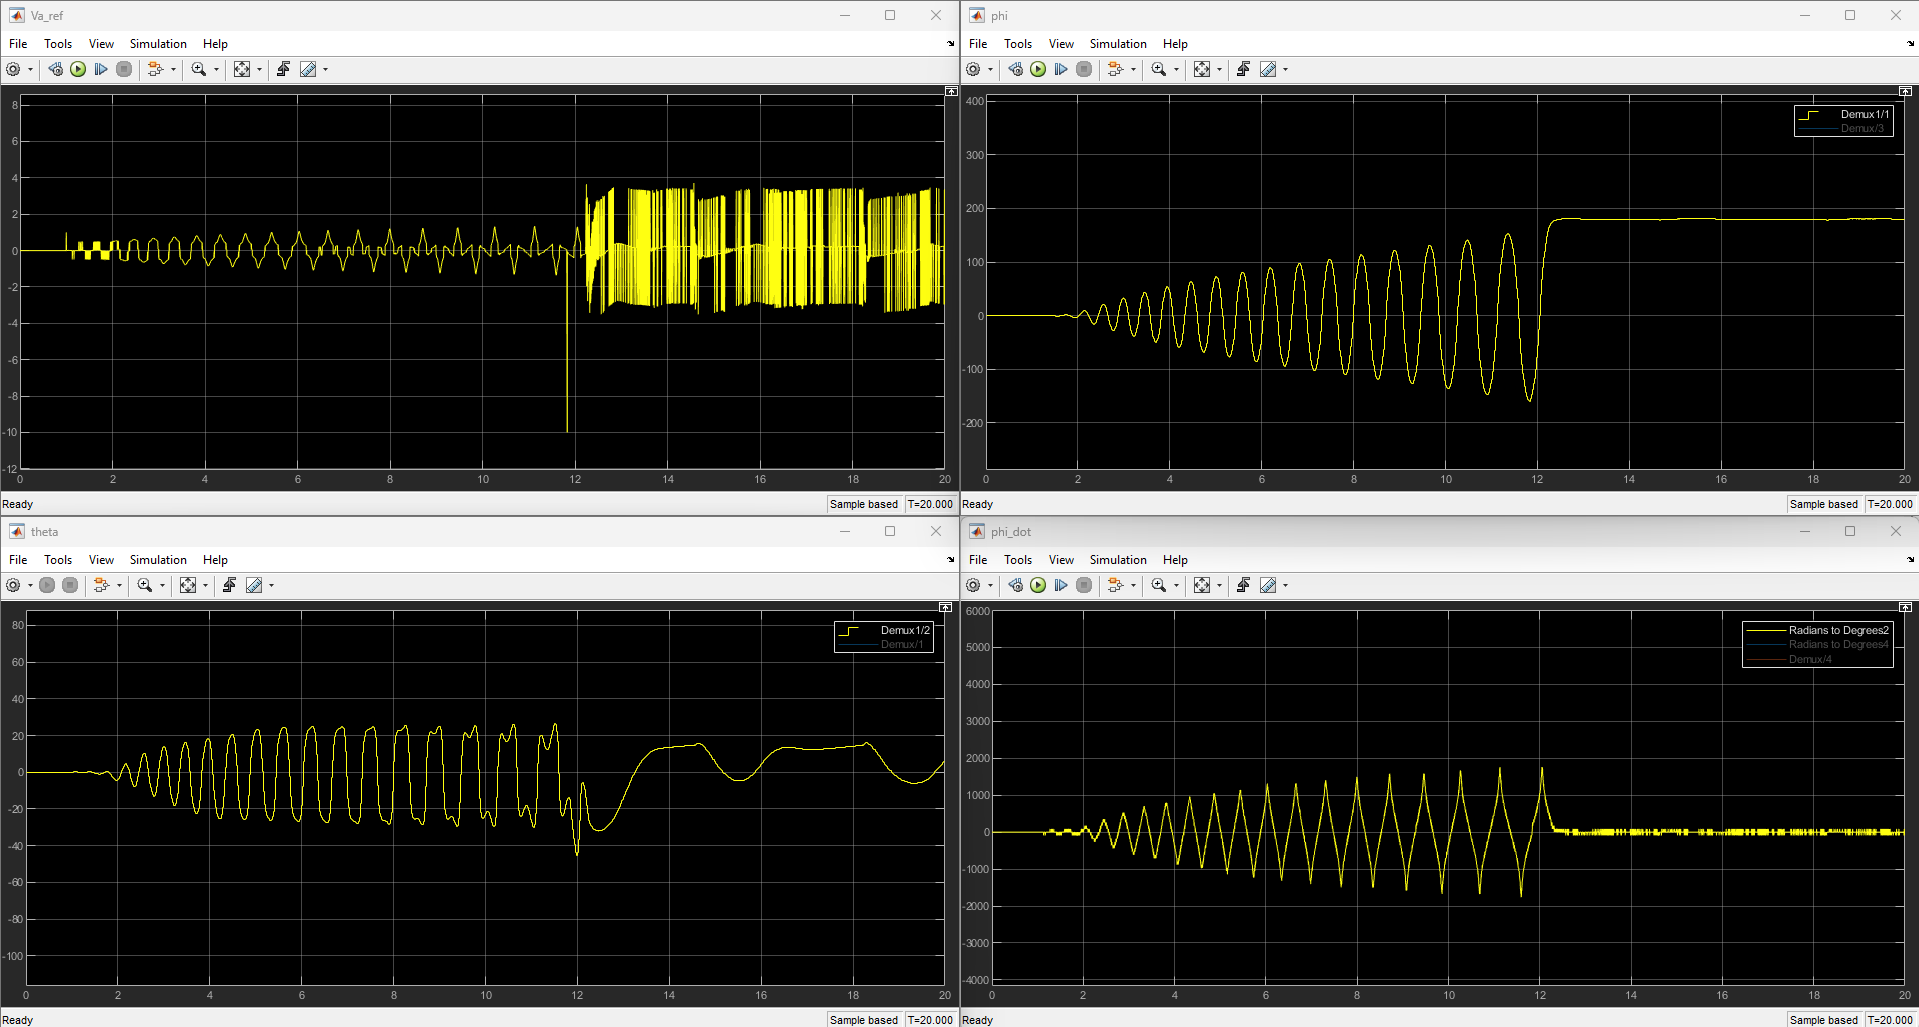 Va_ref
File Tools View Simulation Help
8
6
4
2
0
-2
-4
-6
-8
-10
-12
0 2 4 6 8 10 12 14 16 18 20
Ready Sample based T=20.000
phi
File Tools View Simulation Help
Demux1/1
Demux/3
400
300
200
100
0
-100
-200
0 2 4 6 8 10 12 14 16 18 20
Ready Sample based T=20.000
theta
File Tools View Simulation Help
Demux1/2
Demux/1
80
60
40
20
0
-20
-40
-60
-80
-100
0 2 4 6 8 10 12 14 16 18 20
Ready Sample based T=20.000
phi_dot
File Tools View Simulation Help
Radians to Degrees2
Radians to Degrees4
Demux/4
6000
5000
4000
3000
2000
1000
0
-1000
-2000
-3000
-4000
0 2 4 6 8 10 12 14 16 18 20
Ready Sample based T=20.000